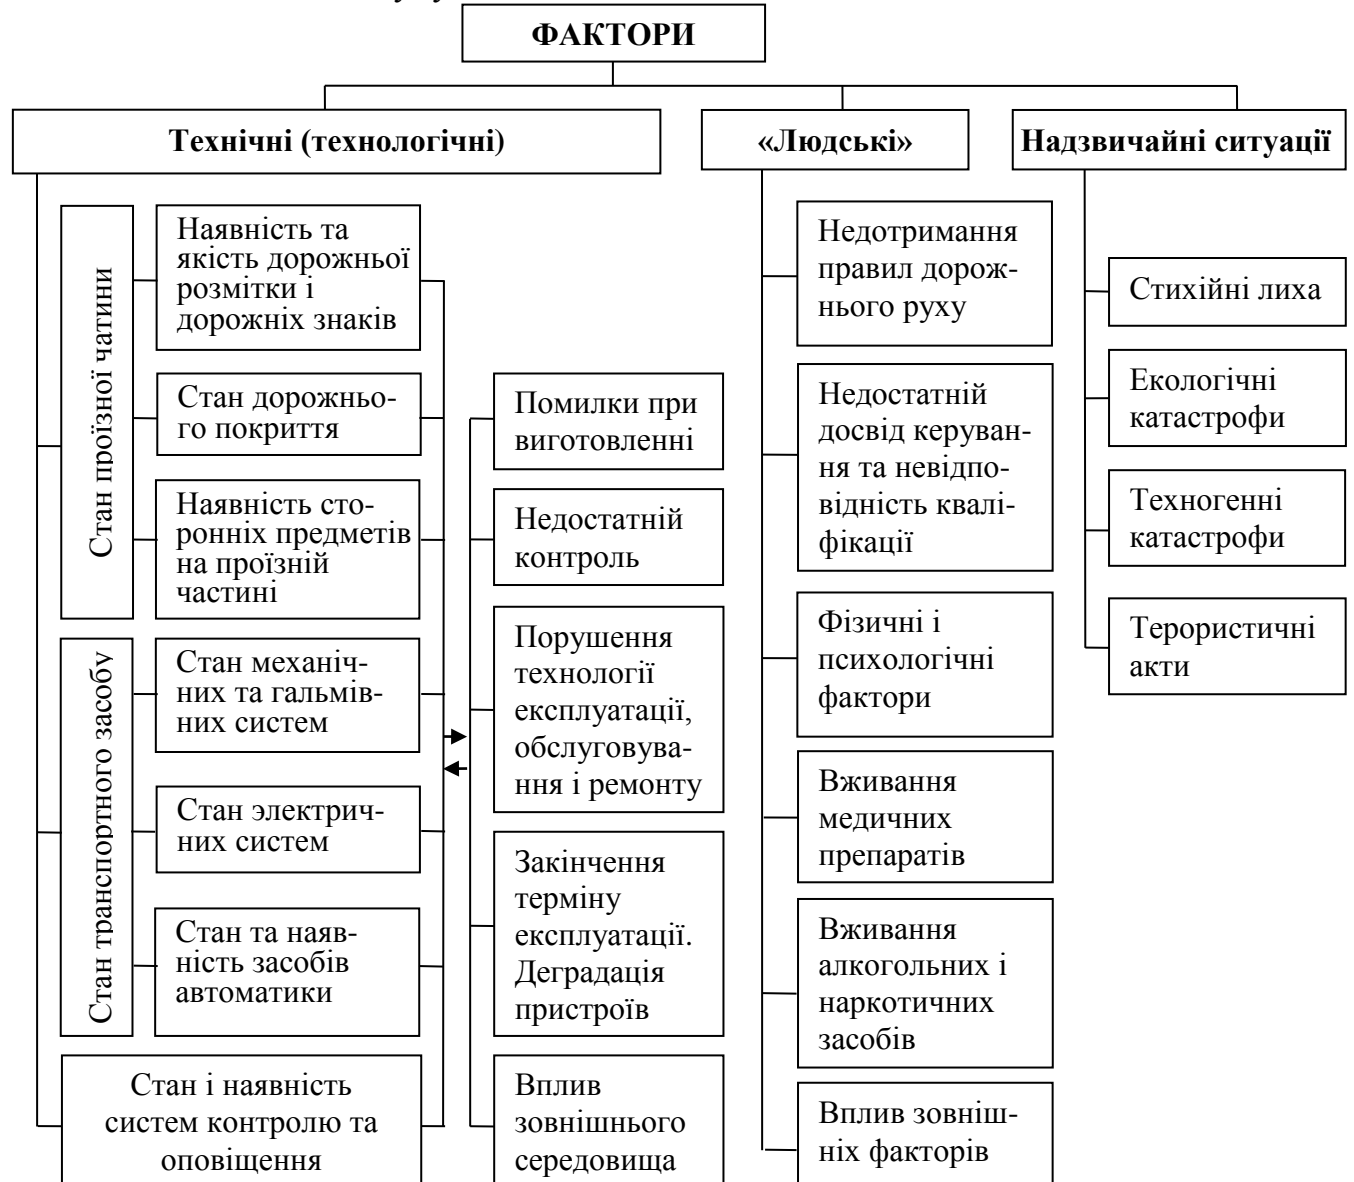 ФАКТОРИ
Технічні (технологічні)
«Людські»
Надзвичайні ситуації
Стан проїзної чатини
Наявність та
якість дорожньої
розмітки і
дорожніх знаків
Стан дорожньо-
го покриття
Наявність сто-
ронніх предметів
на проїзній
частині
Стан транспортного засобу
Стан механіч-
них та гальмів-
них систем
Стан электрич-
них систем
Стан та наяв-
ність засобів
автоматики
Стан і наявність
систем контролю та
оповіщення
Помилки при
виготовленні
Недостатній
контроль
Порушення
технології
експлуатації,
обслуговува-
ння і ремонту
Закінчення
терміну
експлуатації.
Деградація
пристроїв
Вплив
зовнішнього
середовища
Недотримання
правил дорож-
нього руху
Недостатній
досвід керуван-
ня та невідпо-
відність квалі-
фікації
Фізичні і
психологічні
фактори
Вживання
медичних
препаратів
Вживання
алкогольних і
наркотичних
засобів
Вплив зовніш-
ніх факторів
Стихійні лиха
Екологічні
катастрофи
Техногенні
катастрофи
Терористичні
акти